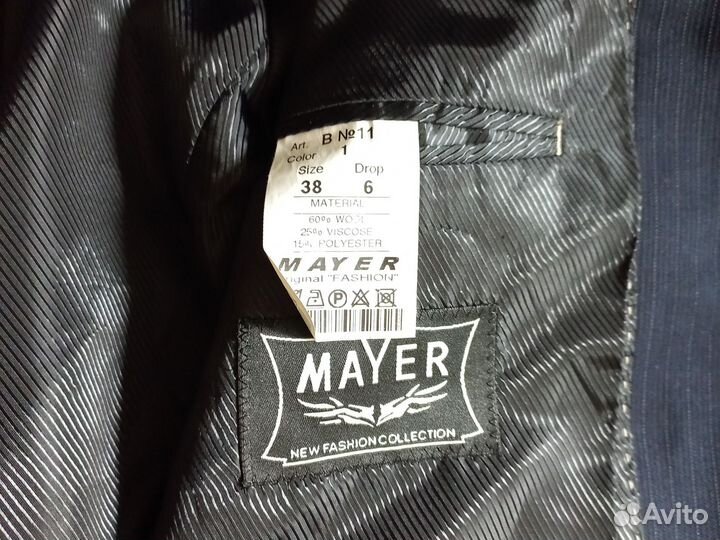 Art. B №11
Color 1
Size Drop
38 6
MATERIAL
60% WOOL
25% VISCOSE
15% POLYESTER
MAYER
"FASHION"
MAYER
NEW FASHION COLLECTION
Avito